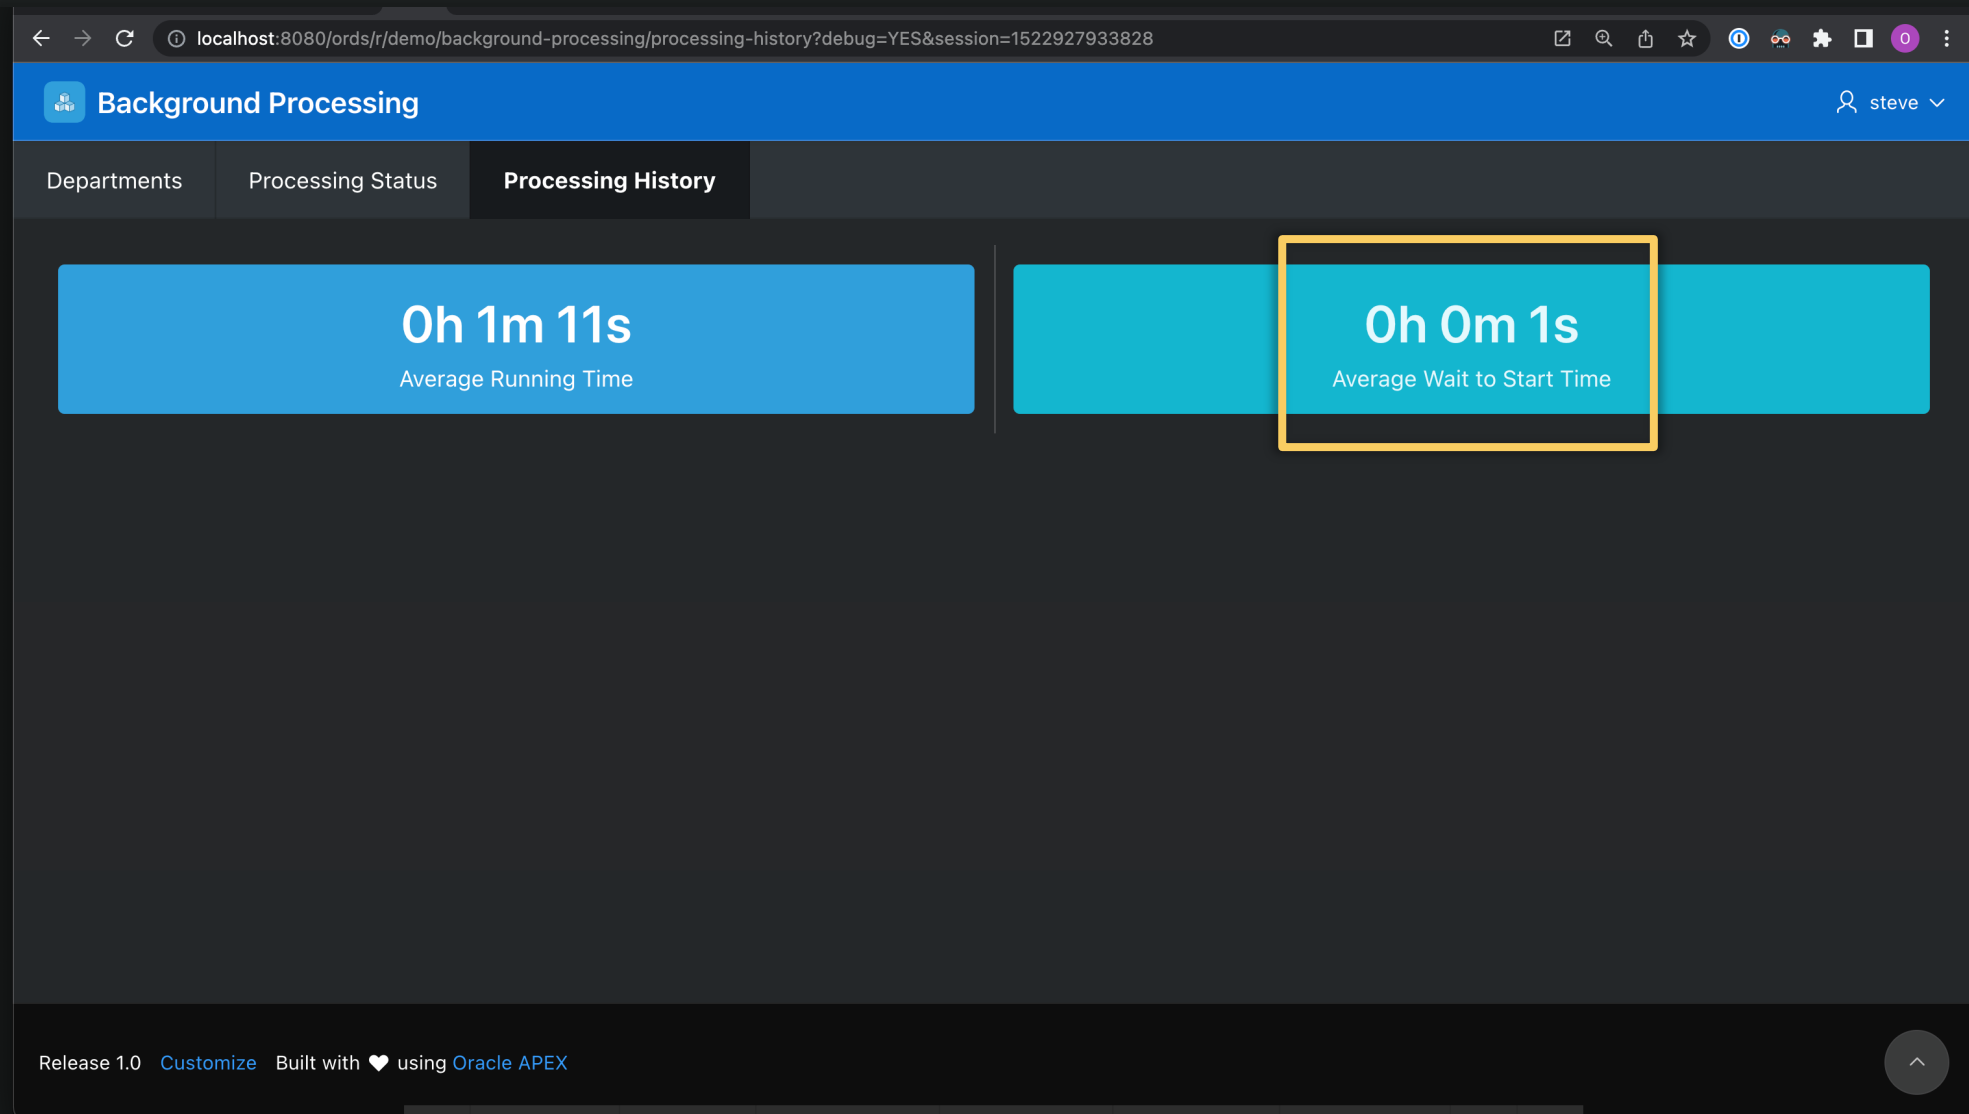 localhost:8080/ords/r/demo/background-processing/processing-history?debug=YES&session=1522927933828
O
Background Processing
steve
Departments
Processing Status
Processing History
0h 1m 11s
Average Running Time
0h 0m 1s
Average Wait to Start Time
Release 1.0 Customize Built with ♥ using Oracle APEX